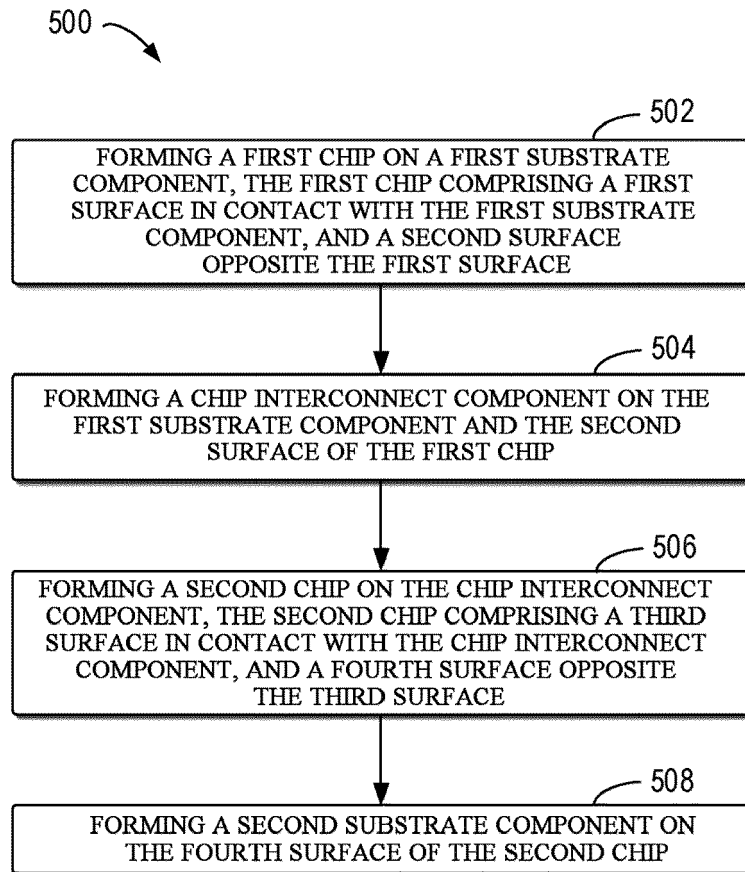 500
502
FORMING A FIRST CHIP ON A FIRST SUBSTRATE
COMPONENT, THE FIRST CHIP COMPRISING A FIRST
SURFACE IN CONTACT WITH THE FIRST SUBSTRATE
COMPONENT, AND A SECOND SURFACE
OPPOSITE THE FIRST SURFACE
504
FORMING A CHIP INTERCONNECT COMPONENT ON THE
FIRST SUBSTRATE COMPONENT AND THE SECOND
SURFACE OF THE FIRST CHIP
506
FORMING A SECOND CHIP ON THE CHIP INTERCONNECT
COMPONENT, THE SECOND CHIP COMPRISING A THIRD
SURFACE IN CONTACT WITH THE CHIP INTERCONNECT
COMPONENT, AND A FOURTH SURFACE OPPOSITE
THE THIRD SURFACE
508
FORMING A SECOND SUBSTRATE COMPONENT ON
THE FOURTH SURFACE OF THE SECOND CHIP